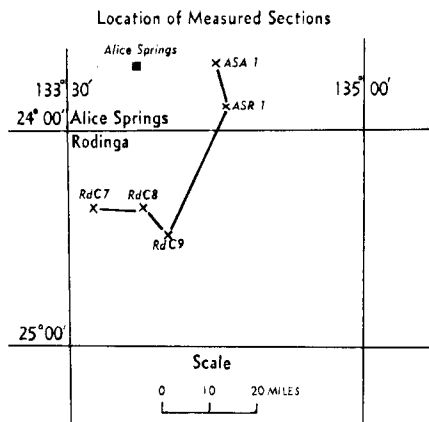 Location of Measured Sections
Alice Springs
ASA 1
133° 30'
135° 00'
ASR 1
24° 00' Alice Springs
Rodinga
RdC7 RdC8
RdC9
25° 00'
Scale
0 10 20 MILES